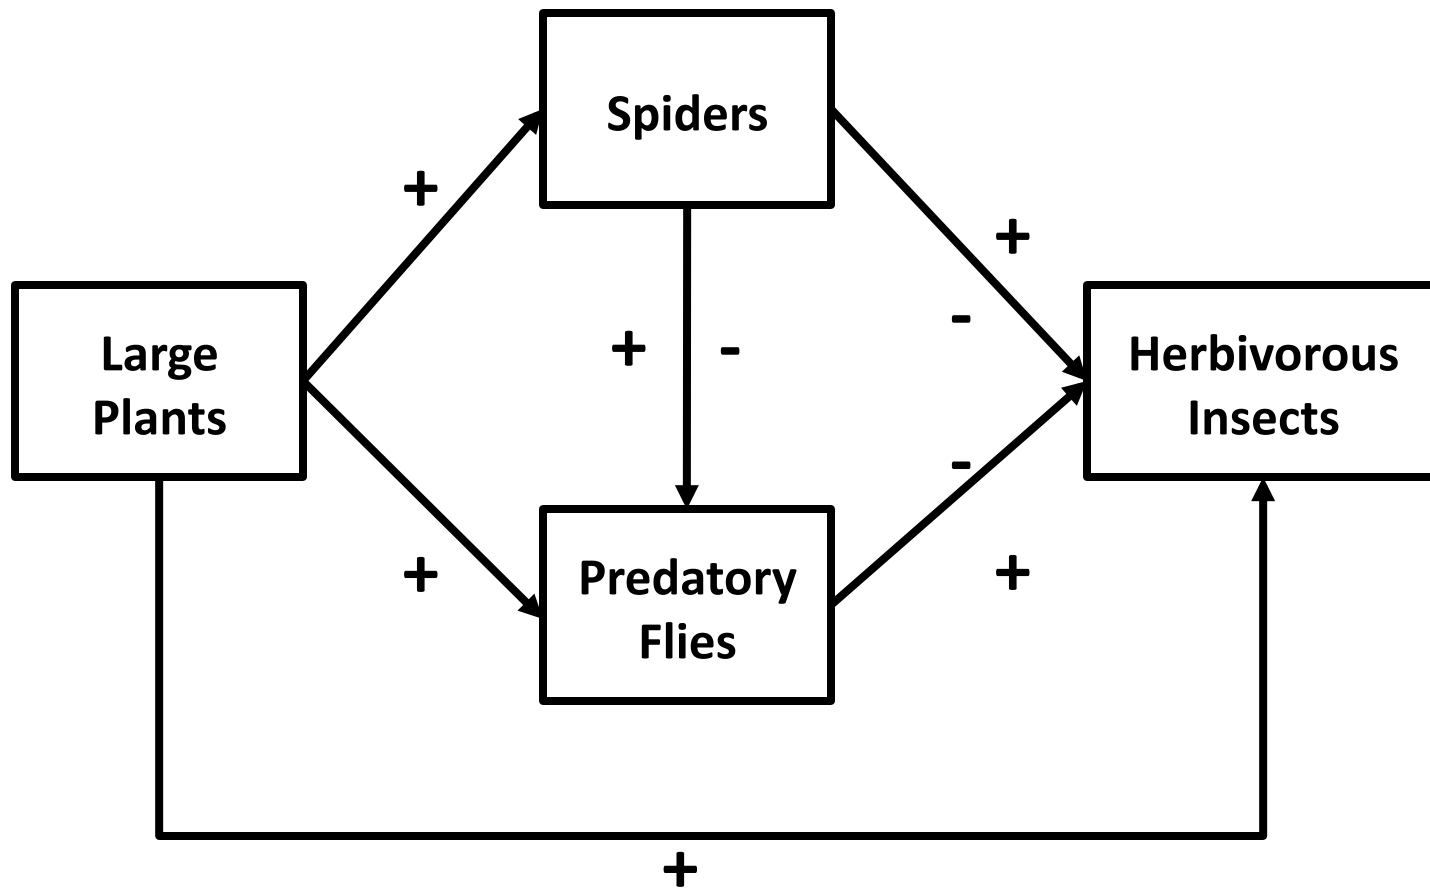 Spiders
+
+
Large
Plants
Herbivorous
Insects
-
+
-
-
+
Predatory
Flies
+
+